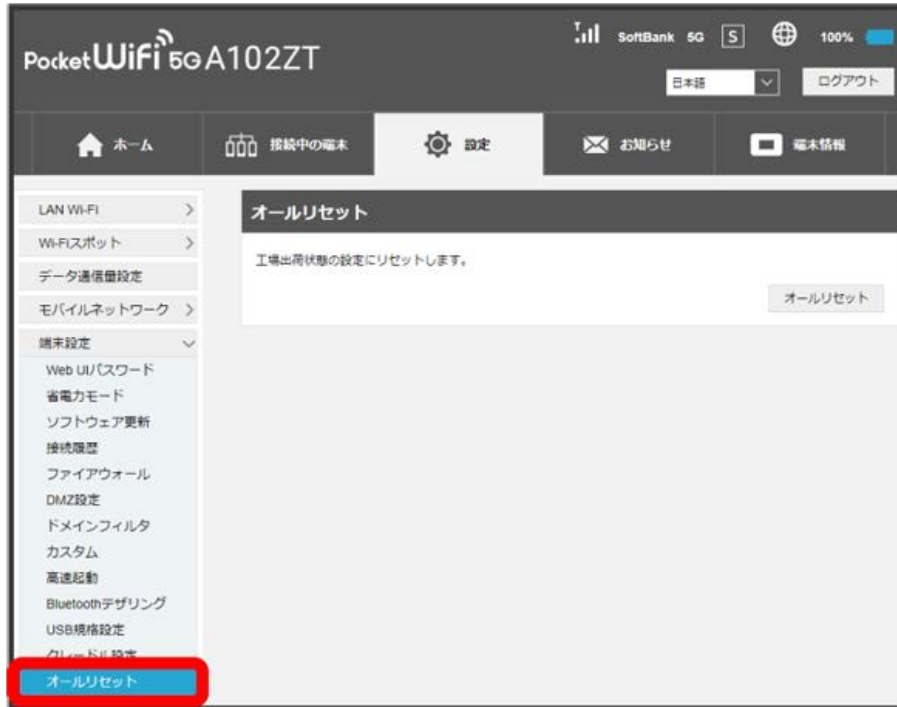 PocketWiFi 5G A102ZT
SoftBank 5G S 100%
日本語 ログアウト
ホーム 接続中の端末 設定 お知らせ 端末情報
LAN Wi-Fi
Wi-Fiスポット
データ通信量設定
モバイルネットワーク
端末設定
Web UIパスワード
省電力モード
ソフトウェア更新
接続履歴
ファイアウォール
DMZ設定
ドメインフィルタ
カスタム
高速起動
Bluetoothテザリング
USB規格設定
クレードル設定
オールリセット
オールリセット
工場出荷状態の設定にリセットします。
オールリセット